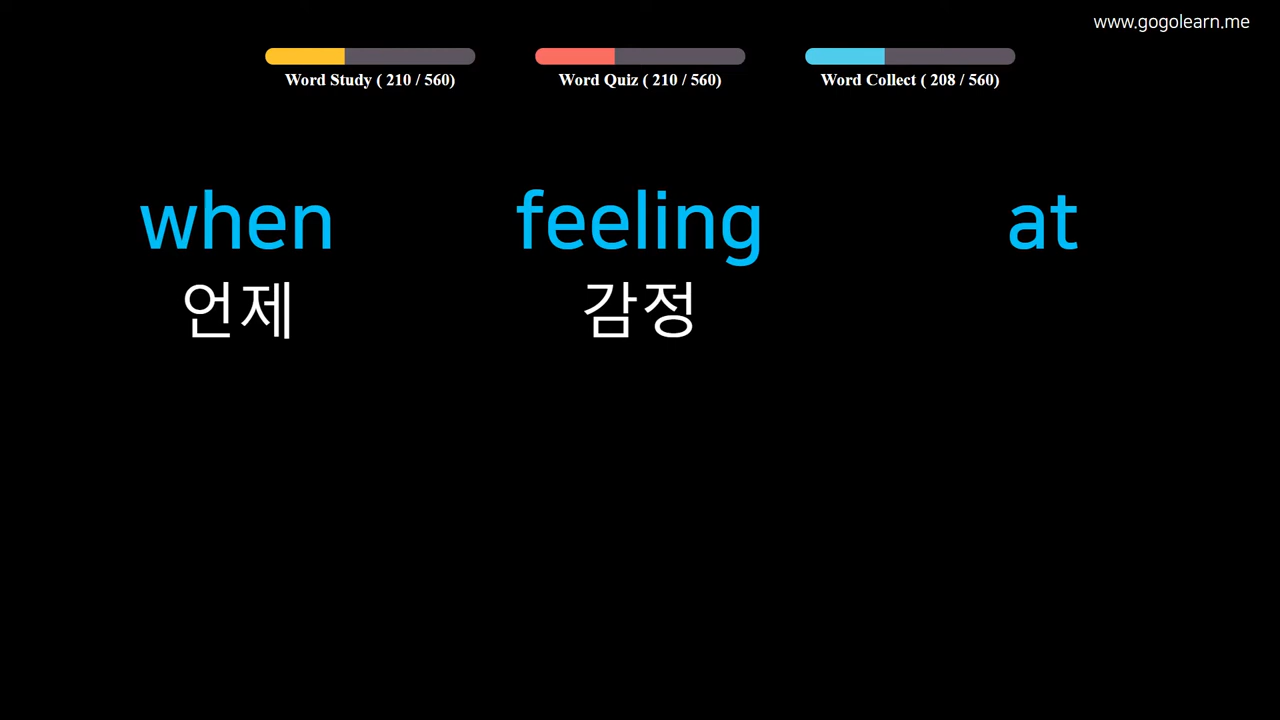 www.gogolearn.me
Word Study ( 210 / 560)
Word Quiz ( 210 / 560)
Word Collect ( 208 / 560)
when
feeling
at
언제
감정